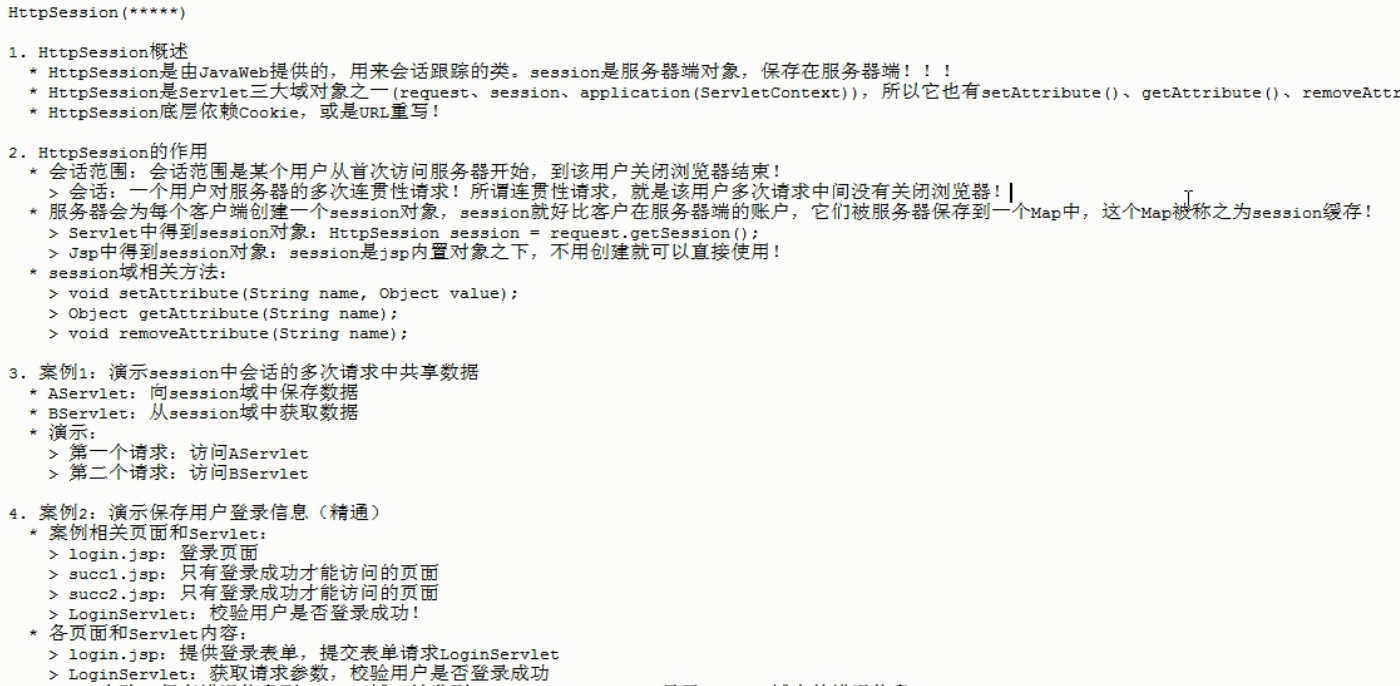 HttpSession(*****)
1. HttpSession概述
* HttpSession是由JavaWeb提供的，用来会话跟踪的类。session是服务器端对象，保存在服务器端！！！
* HttpSession是Servlet三大域对象之一(request、session、application(ServletContext))，所以它也有setAttribute()、getAttribute()、removeAttr
* HttpSession底层依赖Cookie，或是URL重写！
2. HttpSession的作用
* 会话范围：会话范围是某个用户从首次访问服务器开始，到该用户关闭浏览器结束！
> 会话：一个用户对服务器的多次连贯性请求！所谓连贯性请求，就是该用户多次请求中间没有关闭浏览器！
* 服务器会为每个客户端创建一个session对象，session就好比客户在服务器端的账户，它们被服务器保存到一个Map中，这个Map被称之为session缓存！
> Servlet中得到session对象：HttpSession session = request.getSession();
> Jsp中得到session对象：session是jsp内置对象之下，不用创建就可以直接使用！
* session域相关方法：
> void setAttribute(String name, Object value);
> Object getAttribute(String name);
> void removeAttribute(String name);
3. 案例1：演示session中会话的多次请求中共享数据
* AServlet：向session域中保存数据
* BServlet：从session域中获取数据
* 演示：
> 第一个请求：访问AServlet
> 第二个请求：访问BServlet
4. 案例2：演示保存用户登录信息（精通）
* 案例相关页面和Servlet：
> login.jsp：登录页面
> succ1.jsp：只有登录成功才能访问的页面
> succ2.jsp：只有登录成功才能访问的页面
> LoginServlet：校验用户是否登录成功！
* 各页面和Servlet内容：
> login.jsp：提供登录表单，提交表单请求LoginServlet
> LoginServlet：获取请求参数，校验用户是否登录成功